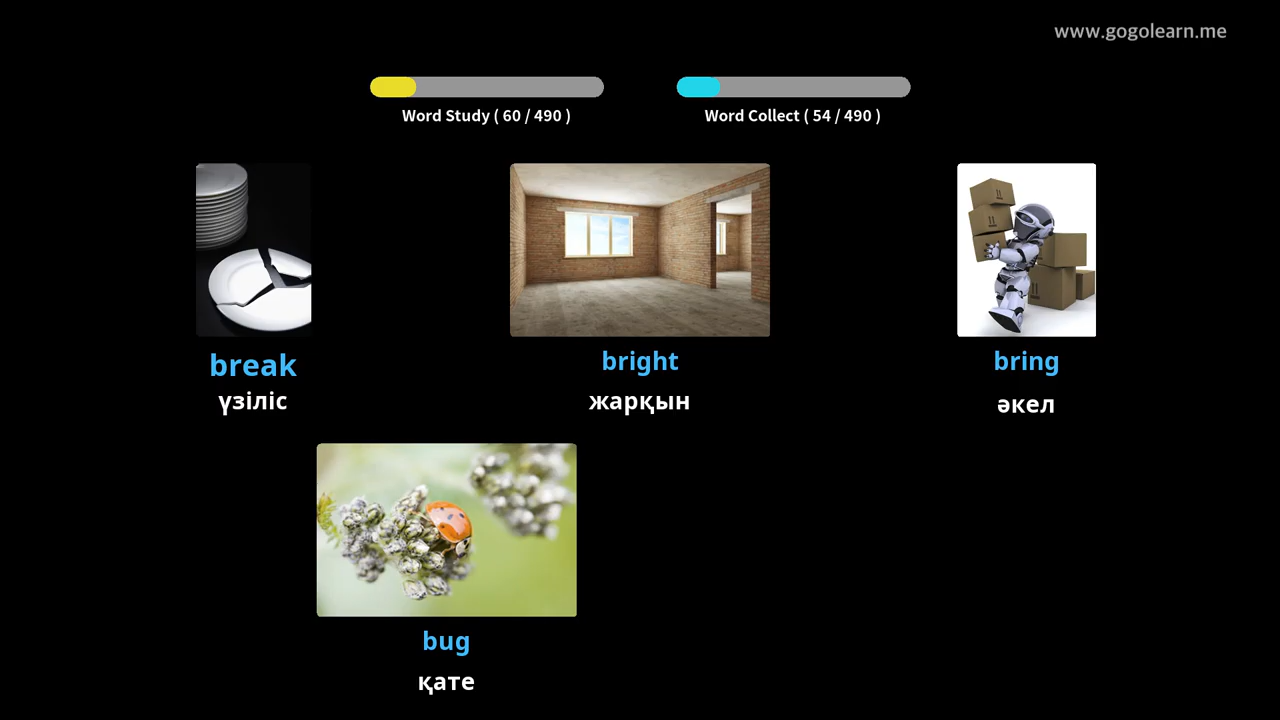 www.gogolearn.me
Word Study ( 60 / 490 )
Word Collect ( 54 / 490 )
break
үзіліс
bright
жарқын
bring
әкел
bug
қате